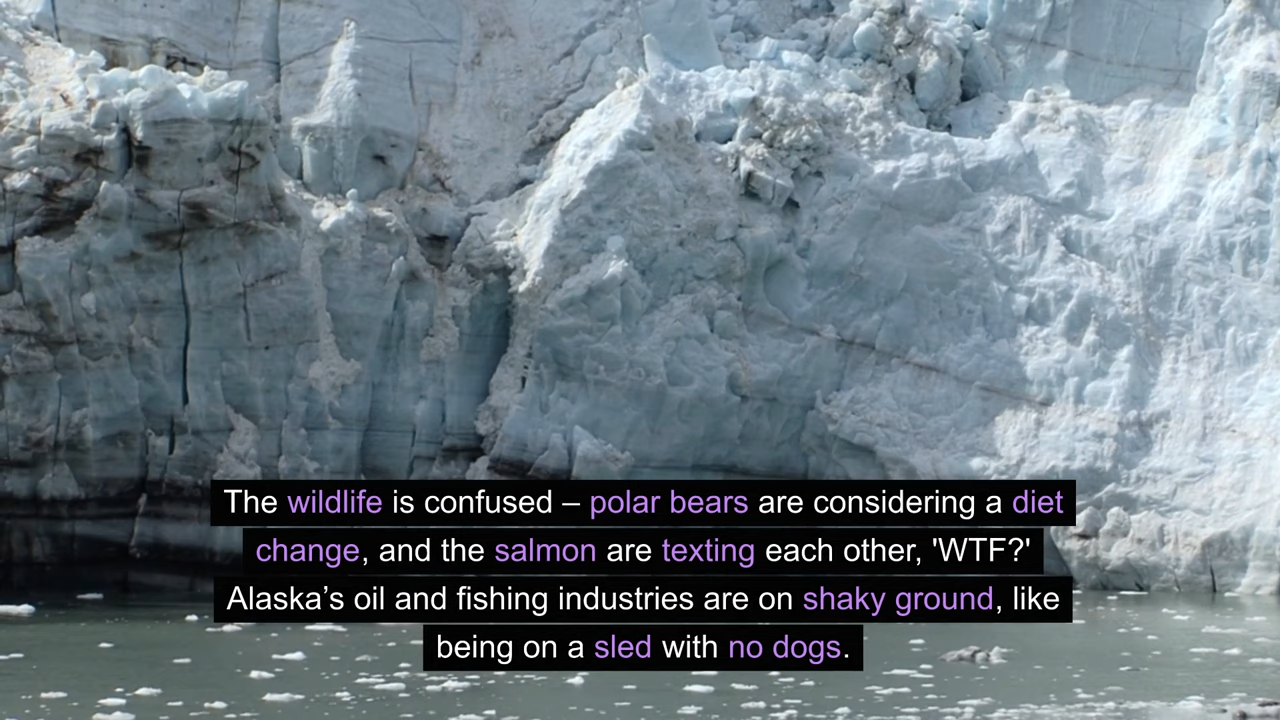 The wildlife is confused – polar bears are considering a diet
change, and the salmon are texting each other, 'WTF?'
Alaska’s oil and fishing industries are on shaky ground, like
being on a sled with no dogs.